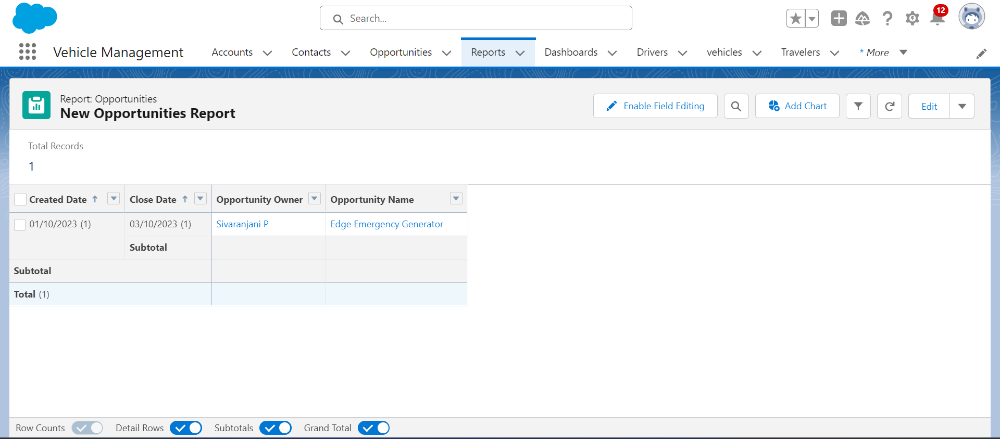 Search...
12
Vehicle Management
Accounts
Contacts
Opportunities
Reports
Dashboards
Drivers
vehicles
Travelers
* More
Report: Opportunities
New Opportunities Report
Enable Field Editing
Add Chart
Edit
Total Records
1
Created Date ↑ Close Date ↑ Opportunity Owner Opportunity Name
01/10/2023 (1) 03/10/2023 (1) Sivaranjani P Edge Emergency Generator
Subtotal
Subtotal
Total (1)
Row Counts Detail Rows Subtotals Grand Total